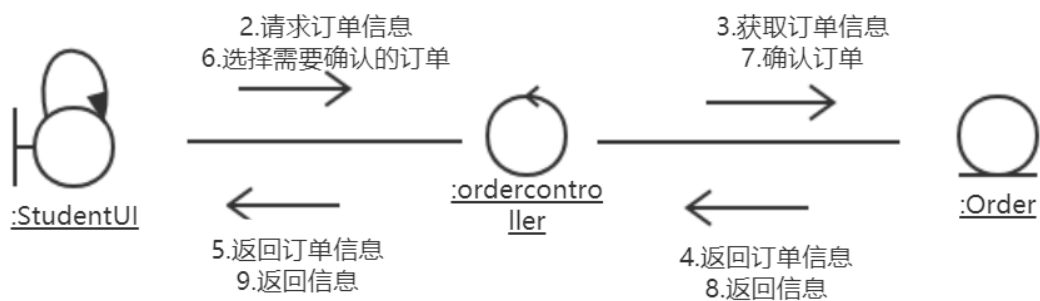 2.请求订单信息
6.选择需要确认的订单
3.获取订单信息
7.确认订单
:StudentUI
:ordercontro
ller
:Order
5.返回订单信息
9.返回信息
4.返回订单信息
8.返回信息